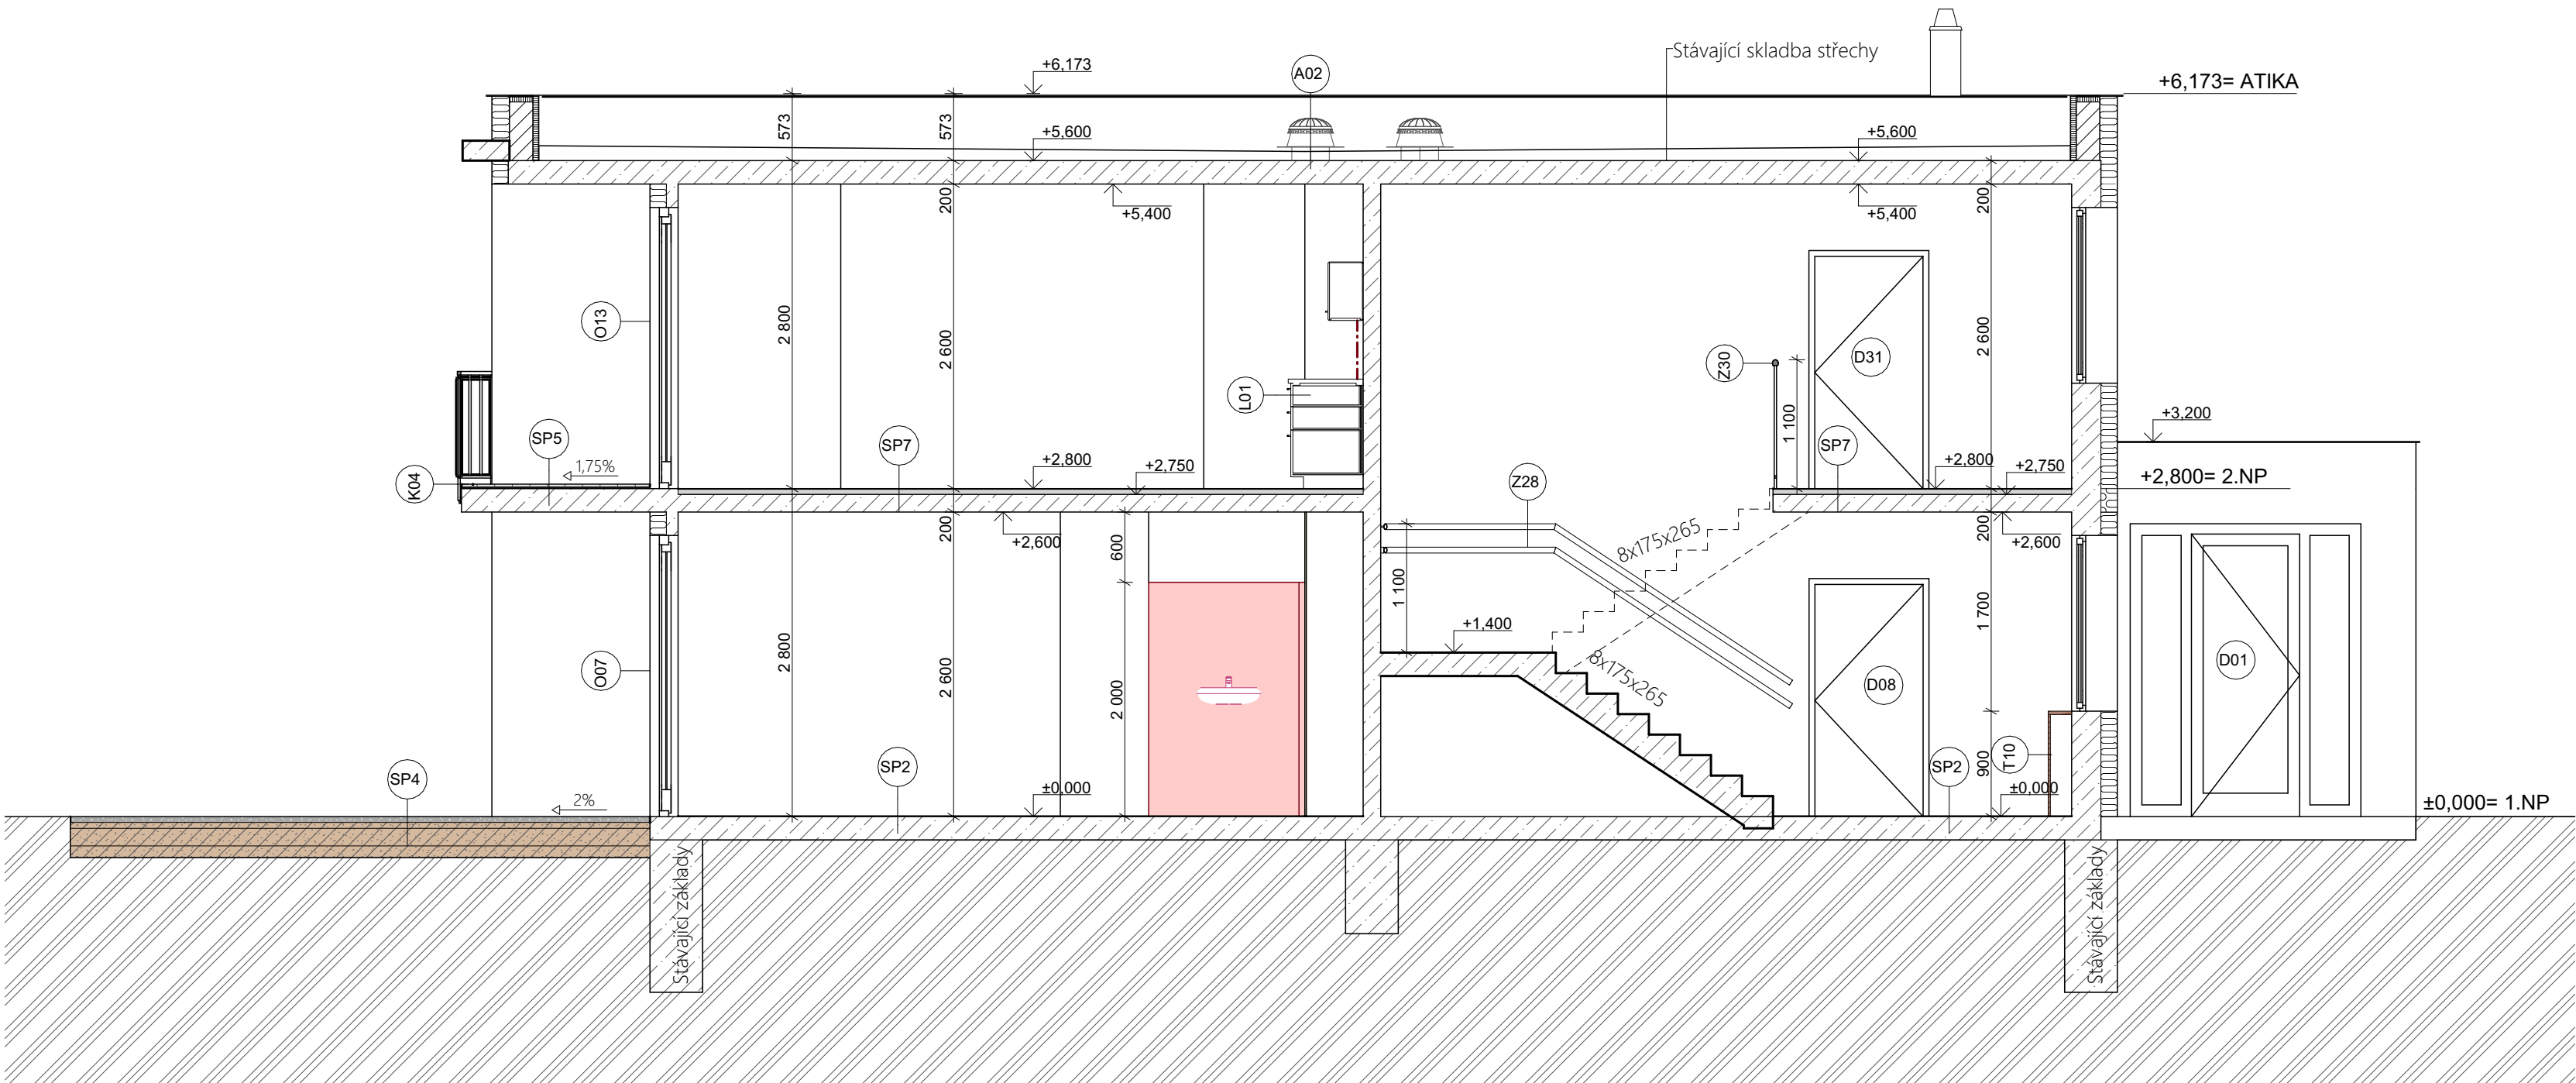 Stávající skladba střechy
+6,173
A02
+6,173= ATIKA
573
573
+5,600
+5,600
200
+5,400
+5,400
200
O13
2 800
2 600
2 600
D31
Z30
L01
1 100
+3,200
SP5
SP7
SP7
1,75%
K04
+2,800
+2,750
+2,800
+2,750
+2,800= 2.NP
Z28
200
+2,600
600
8x175x265
200
+2,600
1 100
1 700
+1,400
O07
2 800
2 600
2 000
8x175x265
D08
D01
SP4
SP2
SP2
900
T10
2%
±0,000
±0,000
±0,000= 1.NP
Stávající základy
Stávající základy